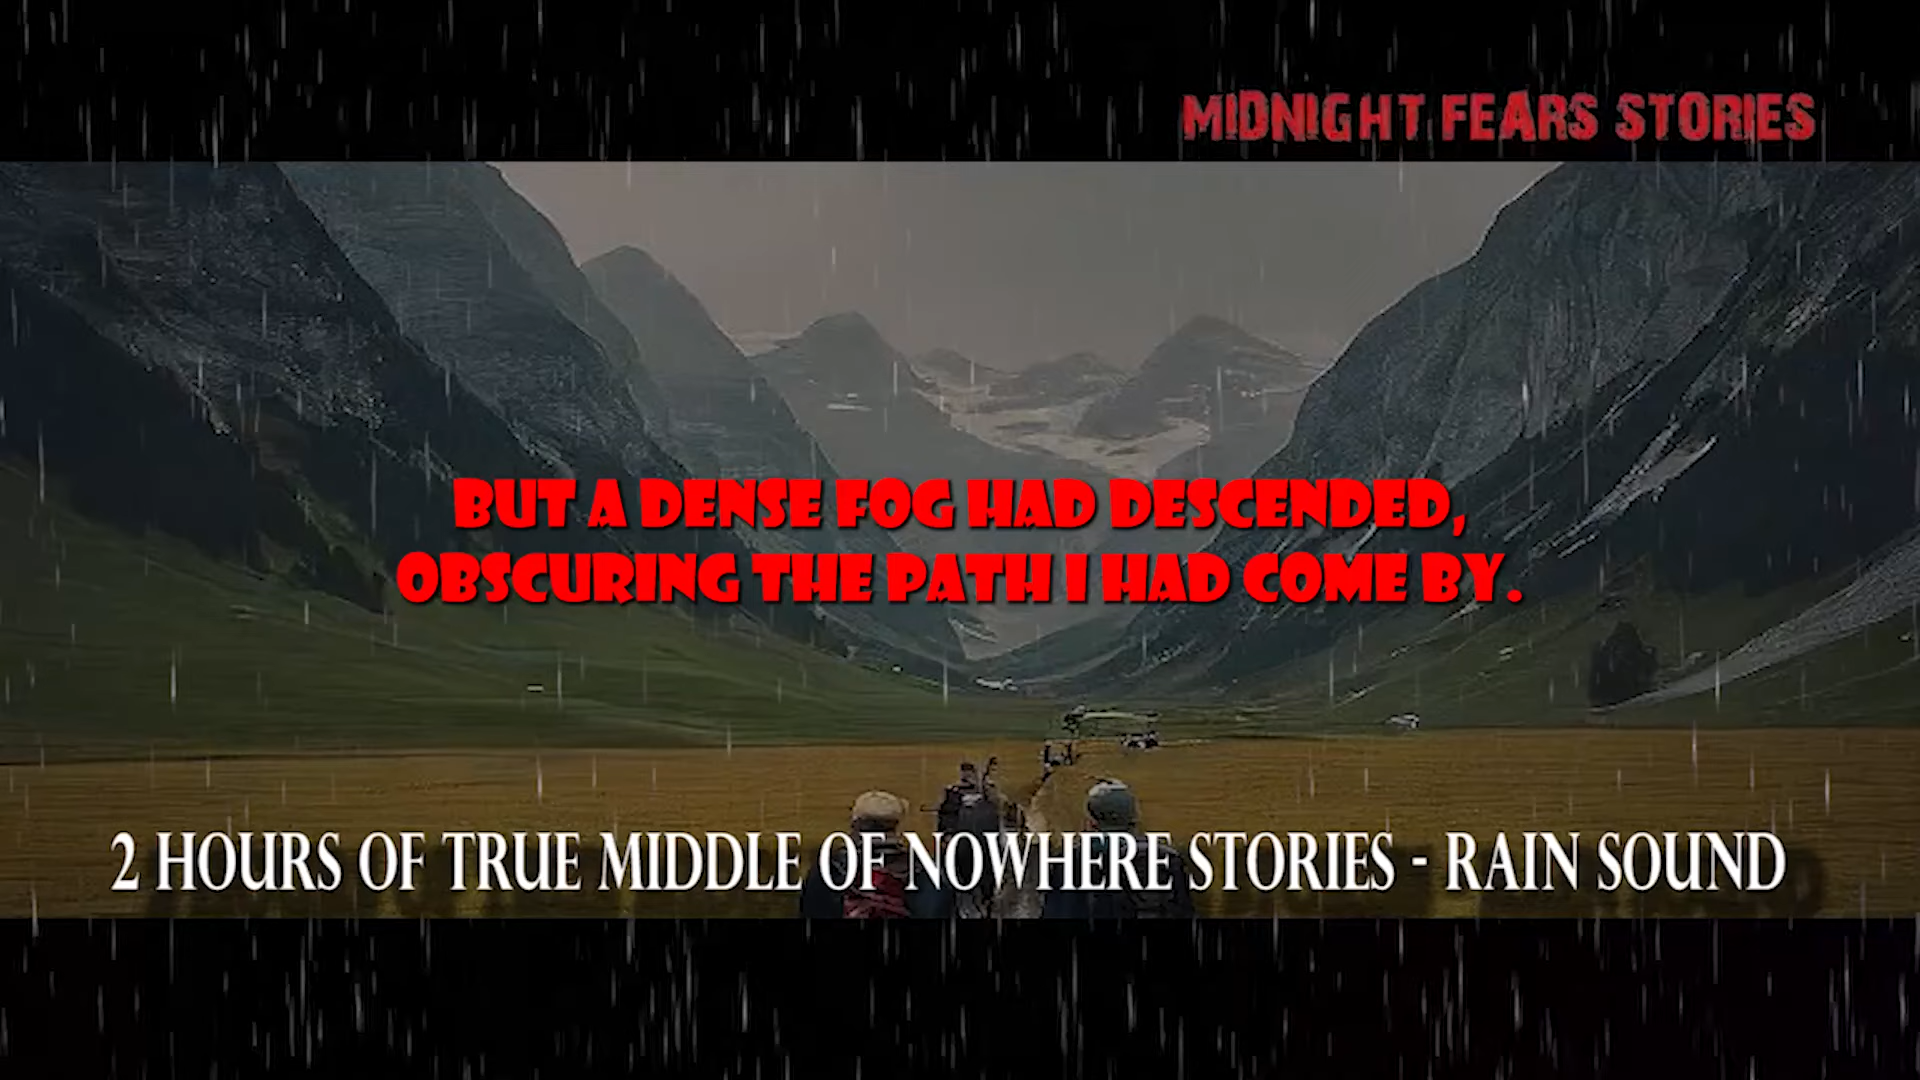 MIDNIGHT FEARS STORIES
BUT A DENSE FOG HAD DESCENDED,
OBSCURING THE PATH I HAD COME BY.
2 HOURS OF TRUE MIDDLE OF NOWHERE STORIES - RAIN SOUND